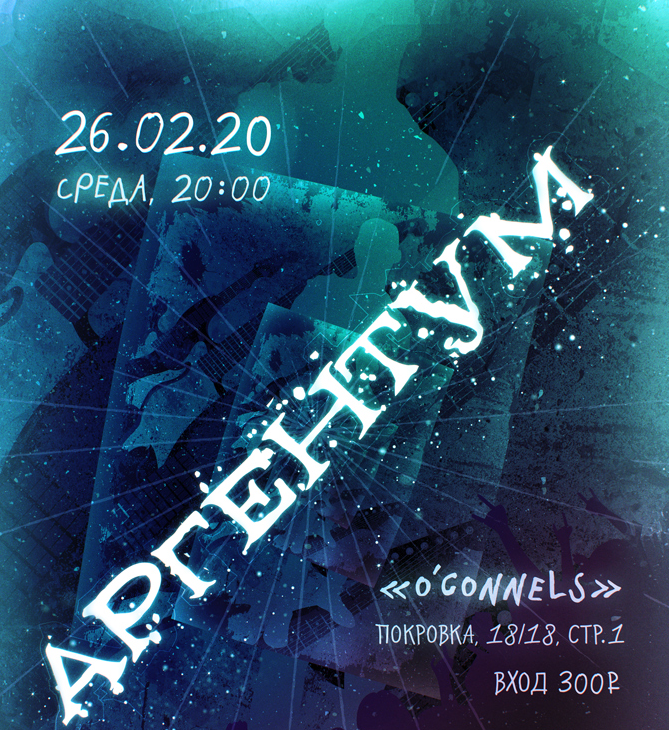 26.02.20
СРЕДА, 20:00
АРГЕНТУМ
«O'CONNELS»
ПОКРОВКА, 18/18, СТР.1
ВХОД 300₽